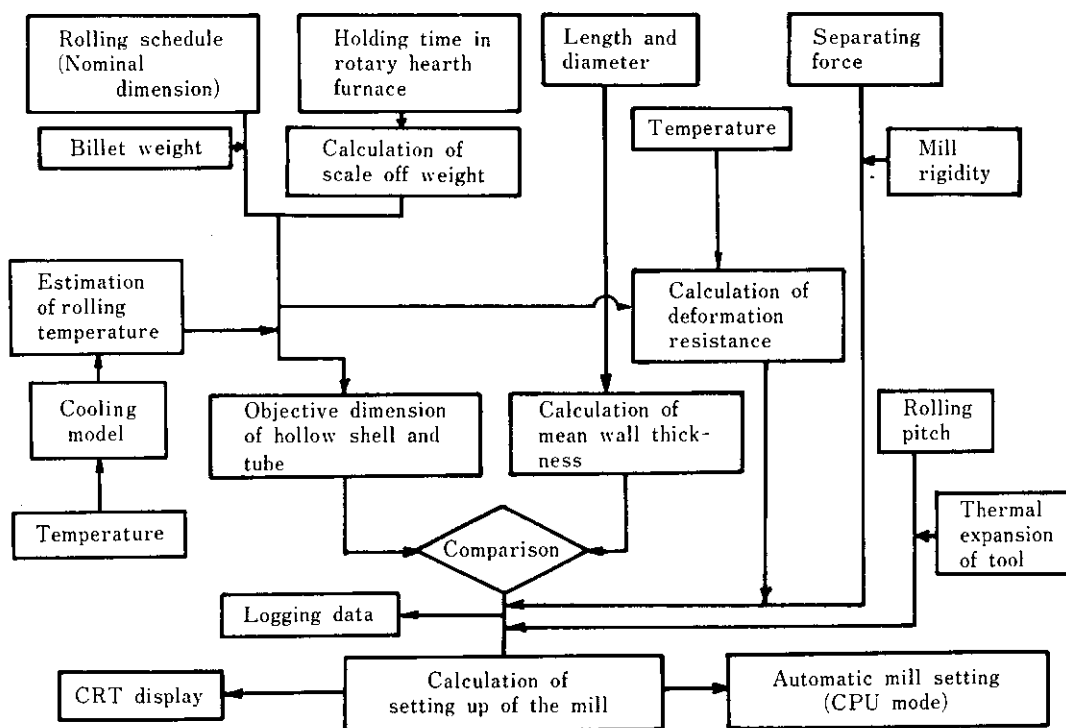 Rolling schedule
(Nominal
dimension)
Holding time in
rotary hearth
furnace
Length and
diameter
Separating
force
Billet weight
Calculation of
scale off weight
Temperature
Mill
rigidity
Estimation
of rolling
temperature
Calculation of
deformation
resistance
Cooling
model
Objective dimension
of hollow shell and
tube
Calculation of
mean wall thick-
ness
Rolling
pitch
Temperature
Comparison
Thermal
expansion
of tool
Logging data
CRT display
Calculation of
setting up of the mill
Automatic mill setting
(CPU mode)